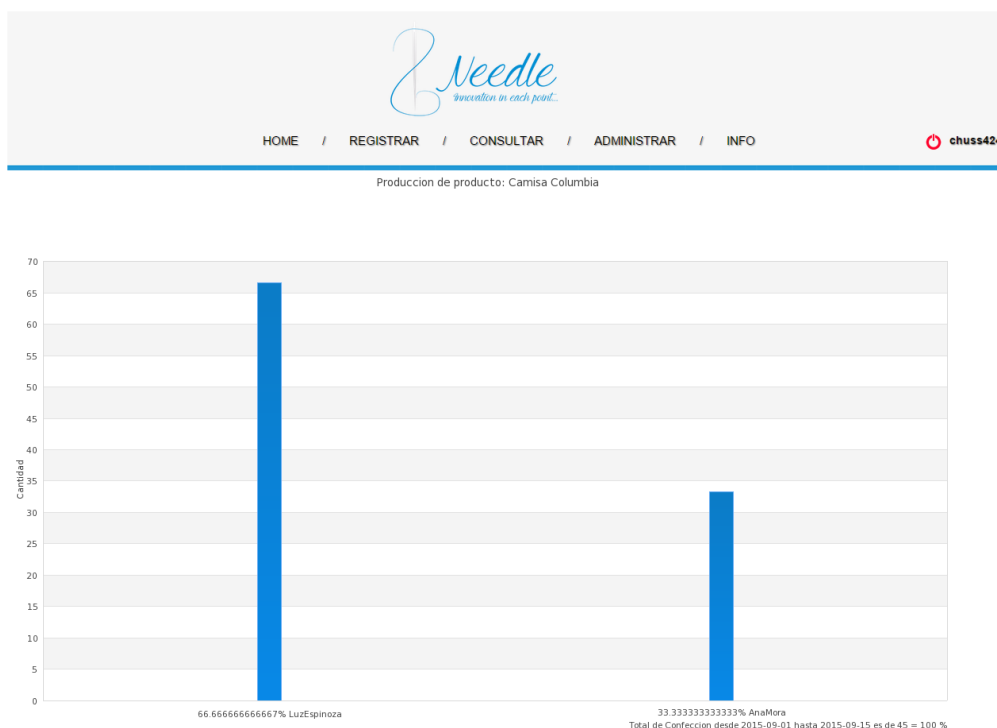 Needle
innovation in each point...
HOME / REGISTRAR / CONSULTAR / ADMINISTRAR / INFO
chuss424
Produccion de producto: Camisa Columbia
70
65
60
55
50
45
40
35
30
25
20
15
10
5
0
Cantidad
66.666666666667% LuzEspinoza
33.333333333333% AnaMora
Total de Confeccion desde 2015-09-01 hasta 2015-09-15 es de 45 = 100 %